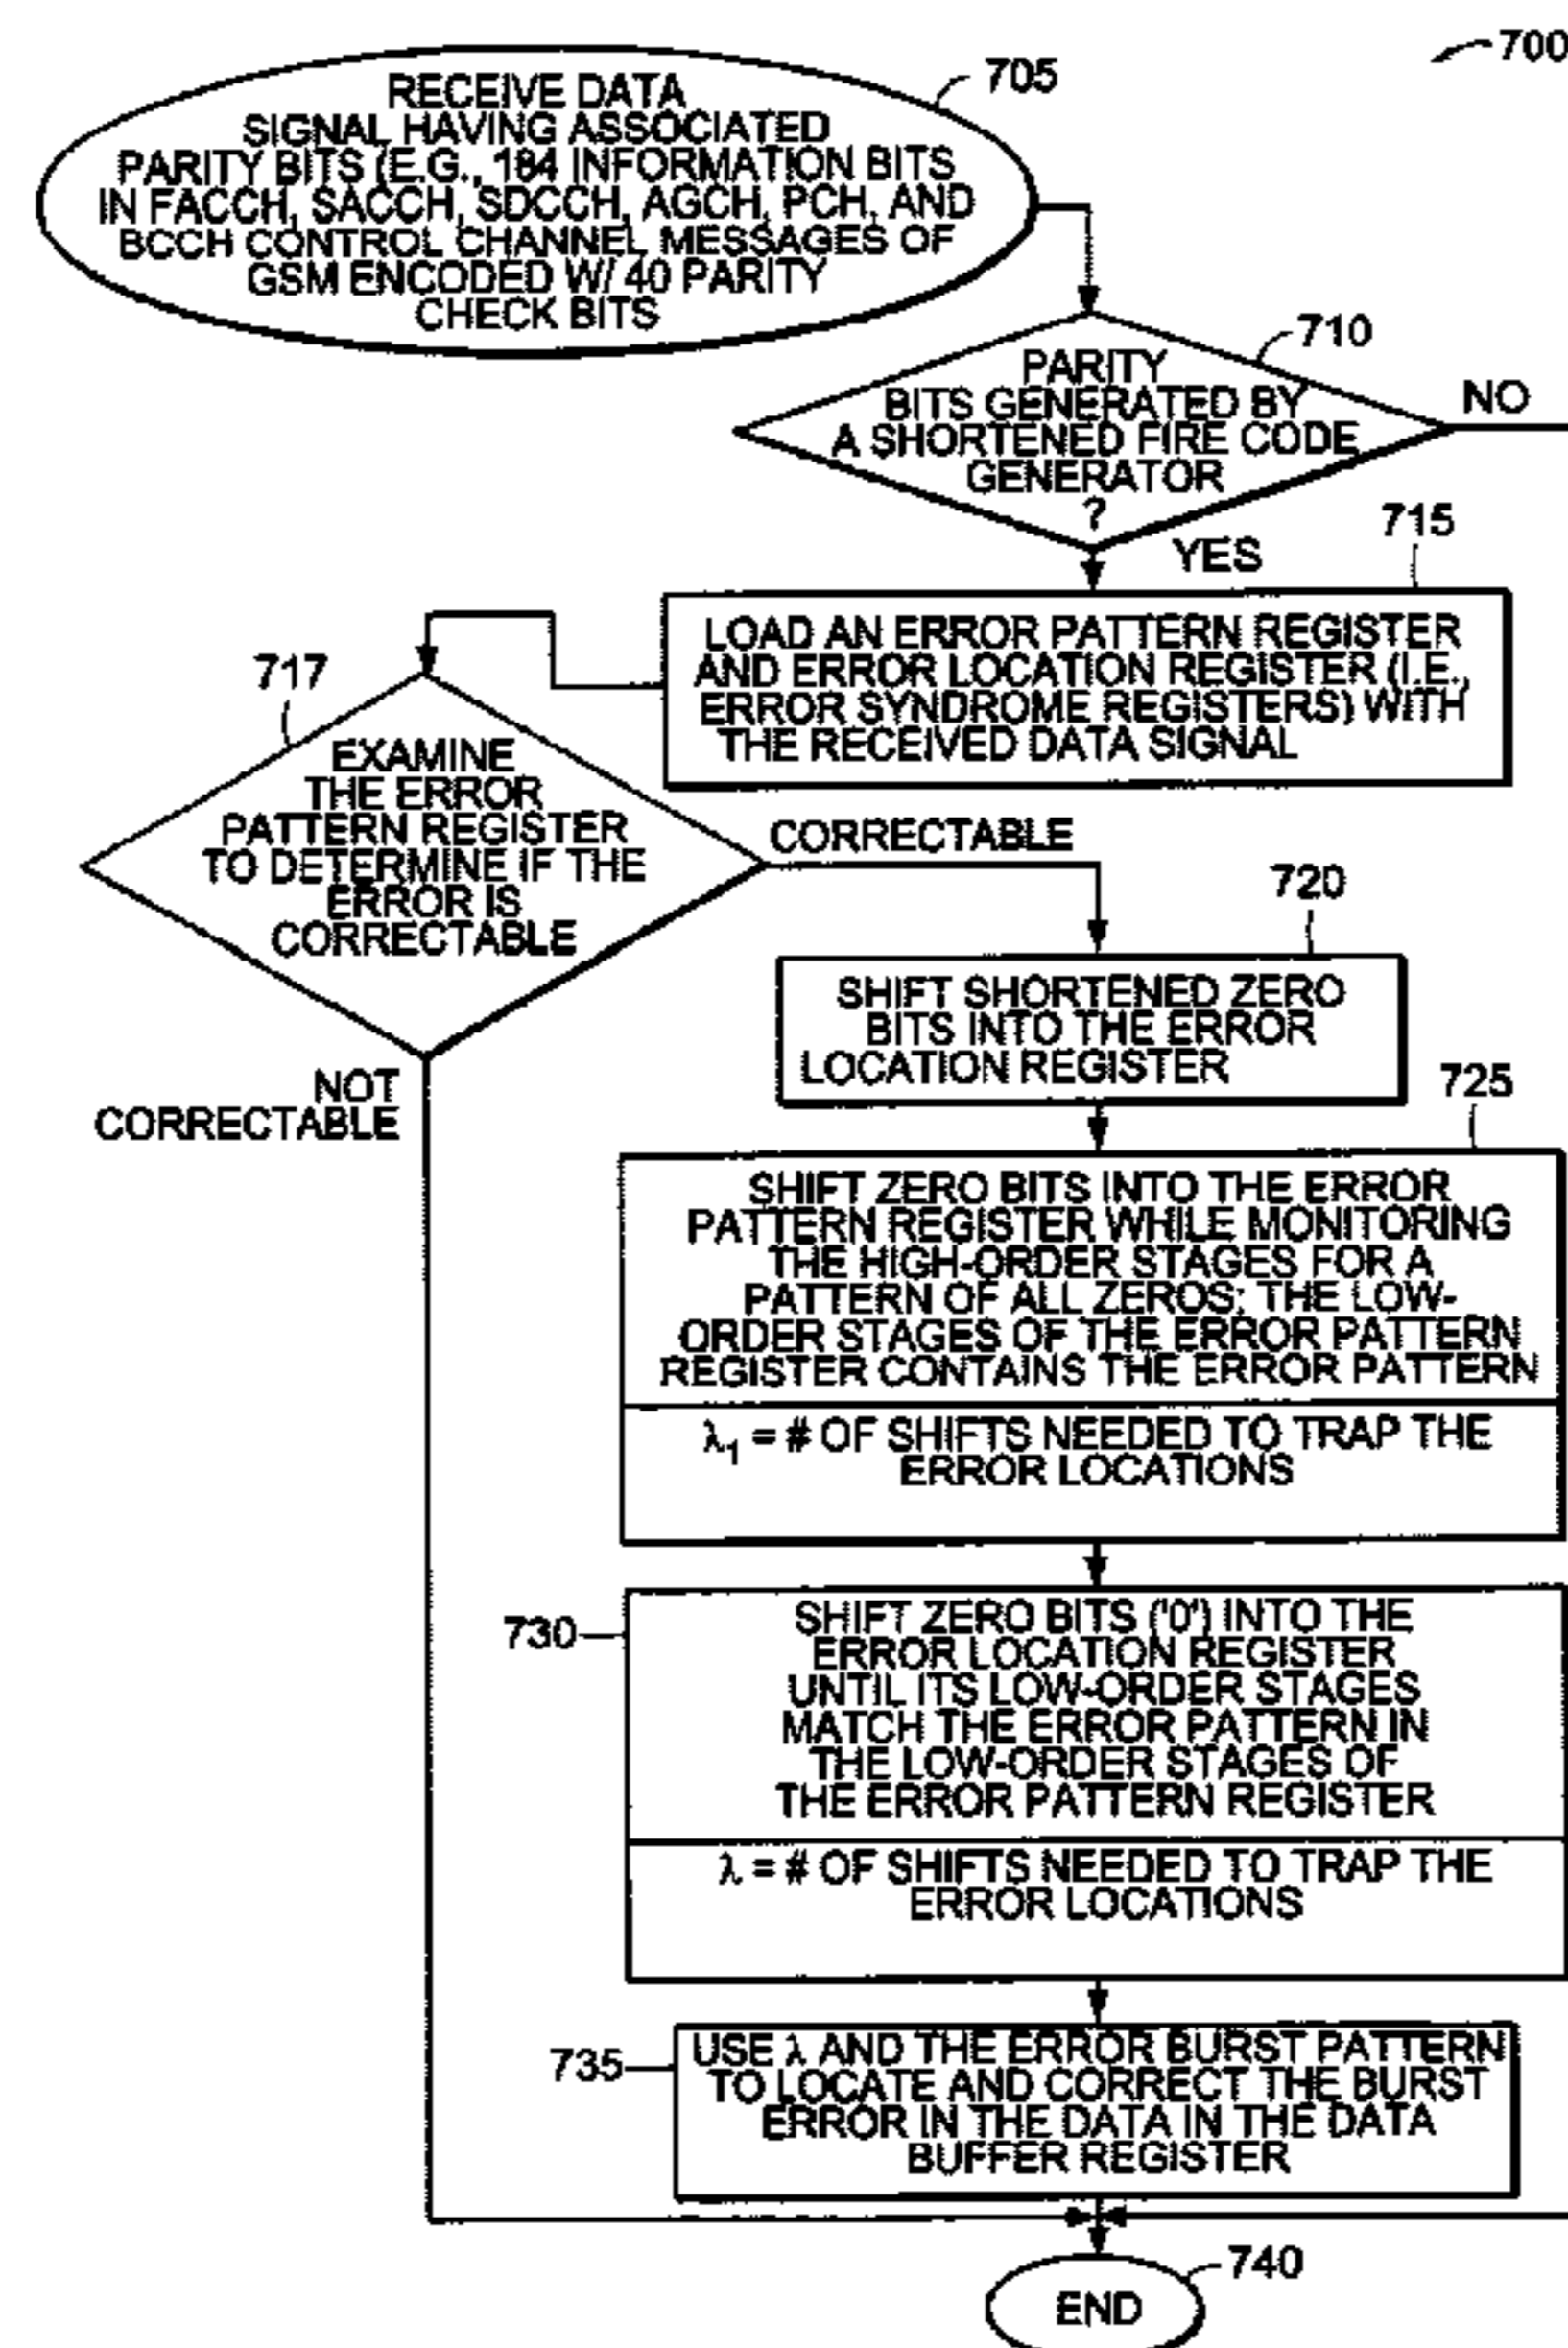 700
RECEIVE DATA
SIGNAL HAVING ASSOCIATED
PARITY BITS (E.G., 184 INFORMATION BITS
IN FACCH, SACCH, SDCCH, AGCH, PCH, AND
BCCH CONTROL CHANNEL MESSAGES OF
GSM ENCODED W/ 40 PARITY
CHECK BITS
705
710
PARITY
BITS GENERATED BY
A SHORTENED FIRE CODE
GENERATOR
?
NO
YES
715
LOAD AN ERROR PATTERN REGISTER
AND ERROR LOCATION REGISTER (I.E.,
ERROR SYNDROME REGISTERS) WITH
THE RECEIVED DATA SIGNAL
717
EXAMINE
THE ERROR
PATTERN REGISTER
TO DETERMINE IF THE
ERROR IS
CORRECTABLE
CORRECTABLE
NOT
CORRECTABLE
720
SHIFT SHORTENED ZERO
BITS INTO THE ERROR
LOCATION REGISTER
725
SHIFT ZERO BITS INTO THE ERROR
PATTERN REGISTER WHILE MONITORING
THE HIGH-ORDER STAGES FOR A
PATTERN OF ALL ZEROS; THE LOW-
ORDER STAGES OF THE ERROR PATTERN
REGISTER CONTAINS THE ERROR PATTERN
λ₁ = # OF SHIFTS NEEDED TO TRAP THE
ERROR LOCATIONS
730
SHIFT ZERO BITS ('0') INTO THE
ERROR LOCATION REGISTER
UNTIL ITS LOW-ORDER STAGES
MATCH THE ERROR PATTERN IN
THE LOW-ORDER STAGES OF
THE ERROR PATTERN REGISTER
λ = # OF SHIFTS NEEDED TO TRAP THE
ERROR LOCATIONS
735
USE λ AND THE ERROR BURST PATTERN
TO LOCATE AND CORRECT THE BURST
ERROR IN THE DATA IN THE DATA
BUFFER REGISTER
740
END